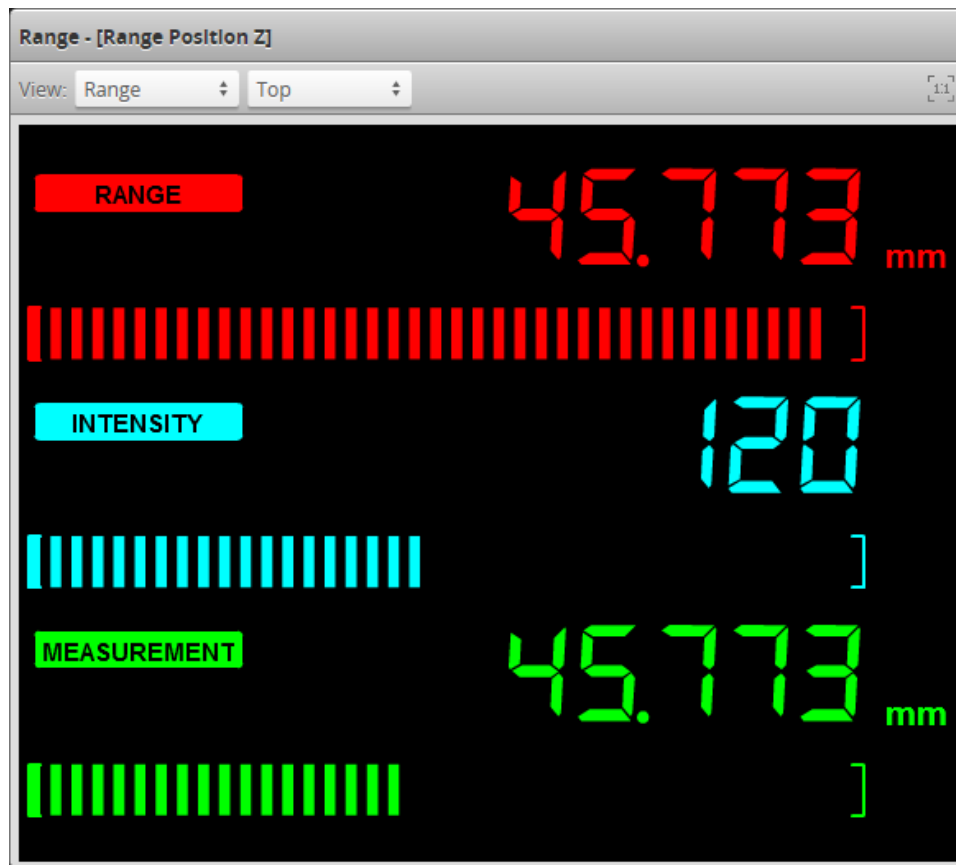 Range - [Range Position Z]
View: Range Top 1:1
RANGE 45.773 mm
INTENSITY 120
MEASUREMENT 45.773 mm